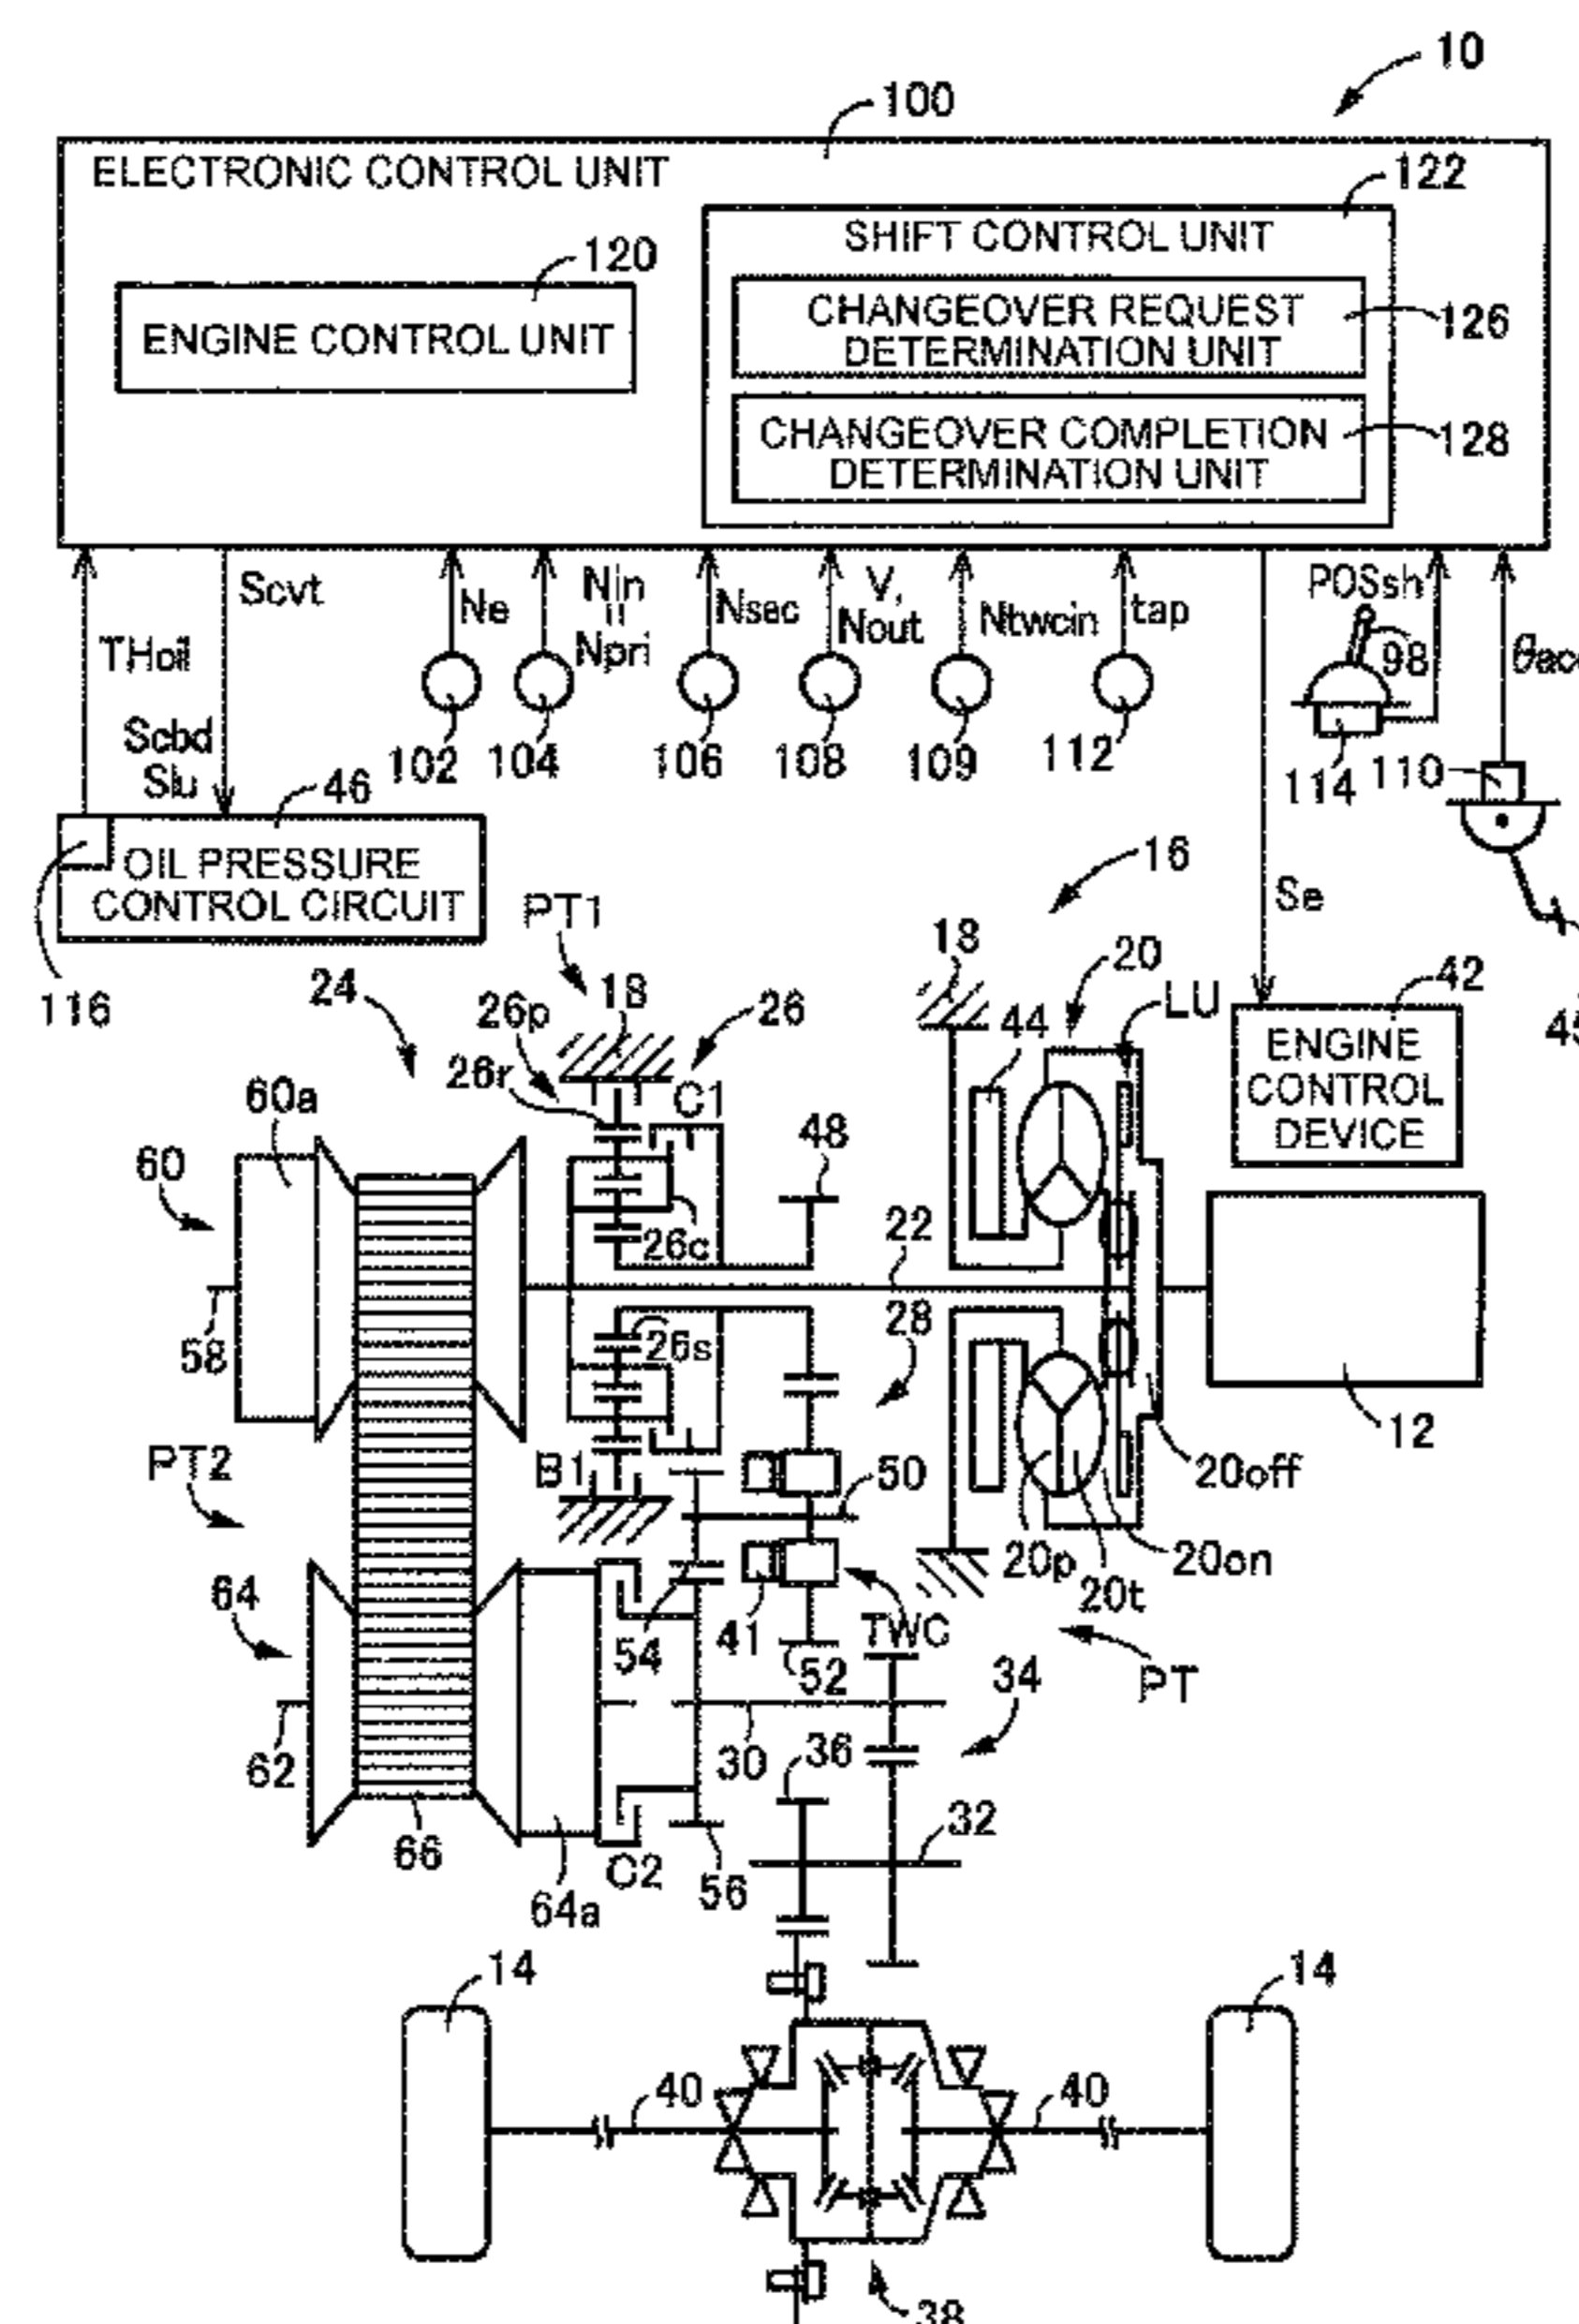 10
100
ELECTRONIC CONTROL UNIT
122
SHIFT CONTROL UNIT
120
ENGINE CONTROL UNIT
CHANGEOVER REQUEST
DETERMINATION UNIT
126
CHANGEOVER COMPLETION
DETERMINATION UNIT
128
THoil
Scvt
Scbd
Slu
Ne
Nin
=
Npri
Nsec
V,
Nout
Ntwcin
tap
POSsh
98
θacc
102
104
106
108
109
112
114
110
46
OIL PRESSURE
CONTROL CIRCUIT
116
Se
45
PT1
16
18
20
LU
42
ENGINE
CONTROL
DEVICE
24
26p
18
26
44
26r
C1
60a
48
60
26c
22
58
26s
28
12
PT2
B1
50
20off
20p
20t
20on
64
54
41
TWC
52
PT
34
62
30
36
66
64a
C2
56
32
14
14
40
40
38